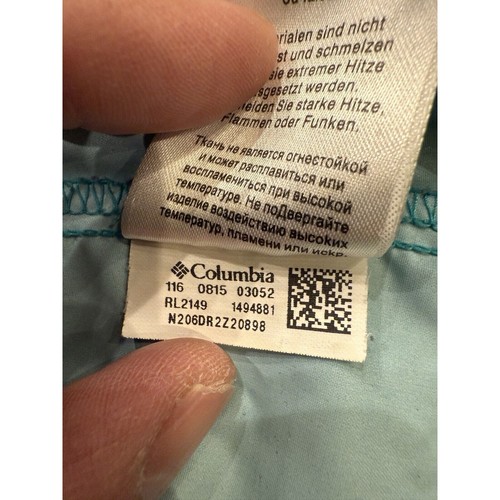 rialen sind nicht
st und schmelzen
sie extremer Hitze
sgesetzt werden.
eiden Sie starke Hitze,
Flammen oder Funken.
Ткань не является огнестойкой
и может расплавиться или
воспламениться при высокой
температуре. Не подВергайте
изделие воздействию высоких
температур, пламени или искр.
Columbia
116 0815 03052
RL2149 1494881
N206DR2Z20898